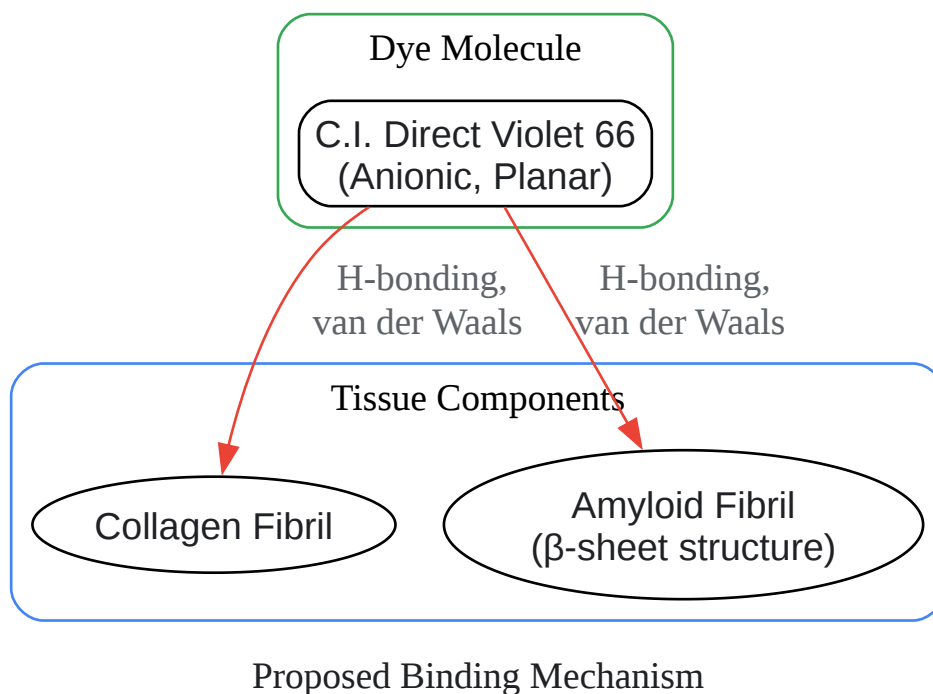 Dye Molecule
C.I. Direct Violet 66
(Anionic, Planar)
H-bonding,
van der Waals
H-bonding,
van der Waals
Tissue Components
Collagen Fibril
Amyloid Fibril
(β-sheet structure)
Proposed Binding Mechanism